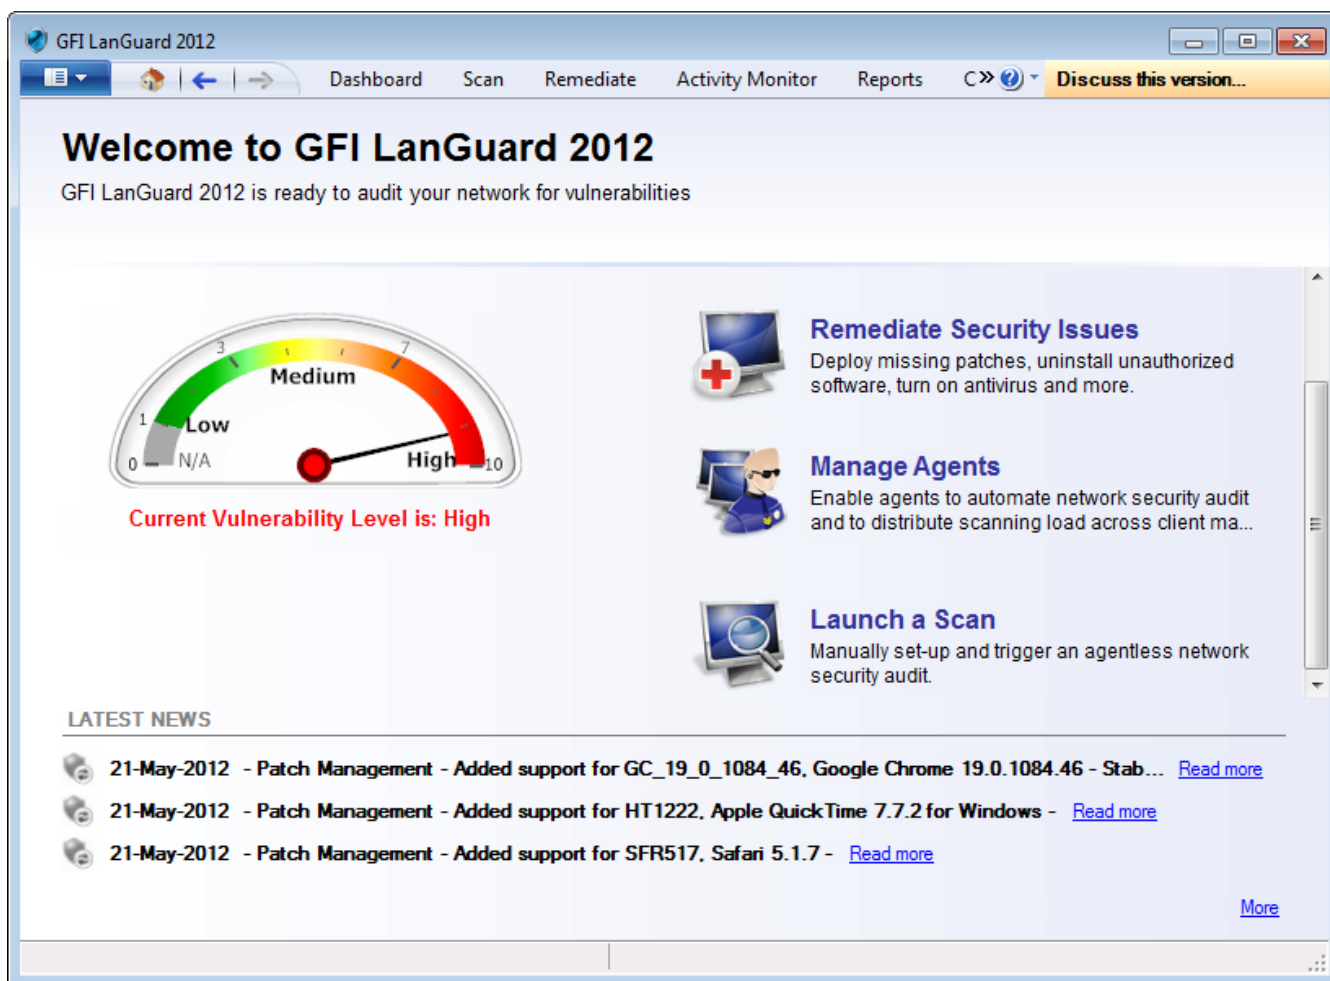 GFI LanGuard 2012
Dashboard Scan Remediate Activity Monitor Reports C» Discuss this version...
Welcome to GFI LanGuard 2012
GFI LanGuard 2012 is ready to audit your network for vulnerabilities
0 1 3 7 10
N/A
Low
Medium
High
Current Vulnerability Level is: High
Remediate Security Issues
Deploy missing patches, uninstall unauthorized
software, turn on antivirus and more.
Manage Agents
Enable agents to automate network security audit
and to distribute scanning load across client ma...
Launch a Scan
Manually set-up and trigger an agentless network
security audit.
LATEST NEWS
21-May-2012 - Patch Management - Added support for GC_19_0_1084_46, Google Chrome 19.0.1084.46 - Stab... Read more
21-May-2012 - Patch Management - Added support for HT1222, Apple QuickTime 7.7.2 for Windows - Read more
21-May-2012 - Patch Management - Added support for SFR517, Safari 5.1.7 - Read more
More